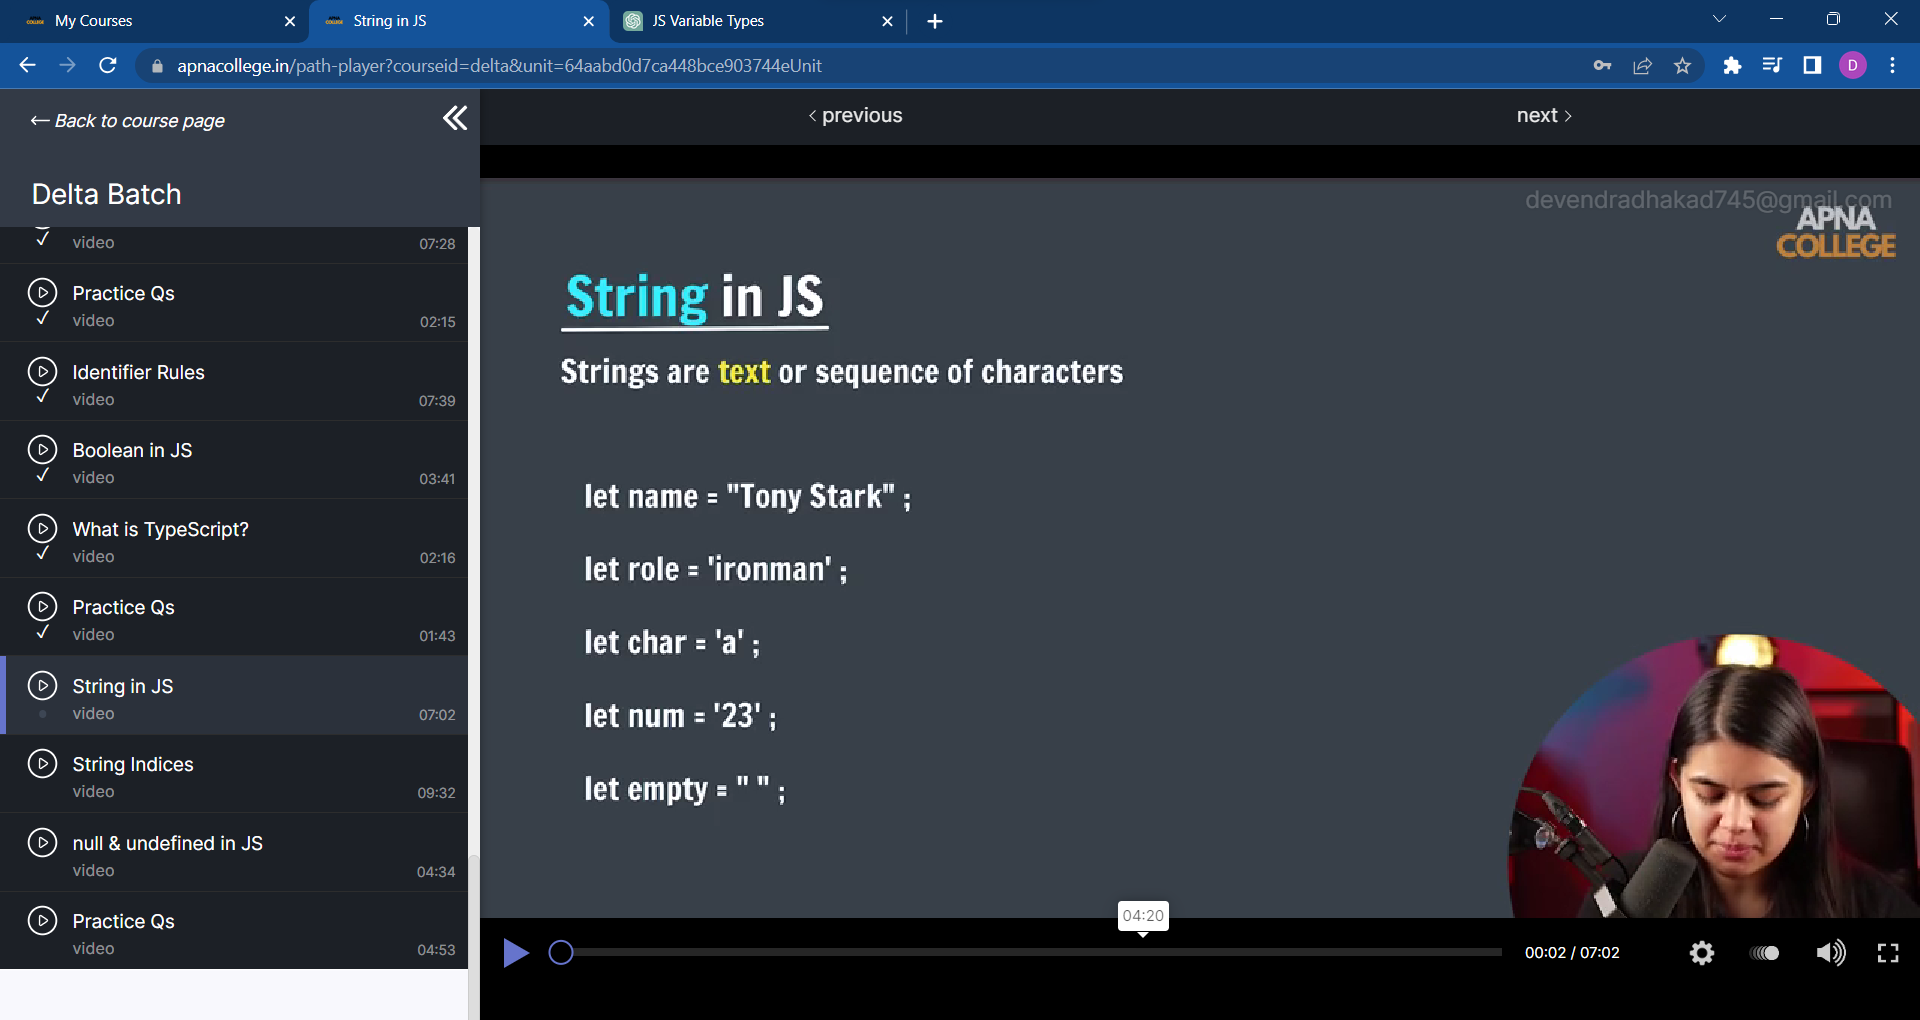 My Courses
String in JS
JS Variable Types
apnacollege.in/path-player?courseid=delta&unit=64aabd0d7ca448bce903744eUnit
D
← Back to course page
‹ previous
next ›
Delta Batch
video 07:28
Practice Qs
video 02:15
Identifier Rules
video 07:39
Boolean in JS
video 03:41
What is TypeScript?
video 02:16
Practice Qs
video 01:43
String in JS
video 07:02
String Indices
video 09:32
null & undefined in JS
video 04:34
Practice Qs
video 04:53
devendradhakad745@gmail.com
APNA
COLLEGE
String in JS
Strings are text or sequence of characters
let name = "Tony Stark" ;
let role = 'ironman' ;
let char = 'a' ;
let num = '23' ;
let empty = " " ;
04:20
00:02 / 07:02